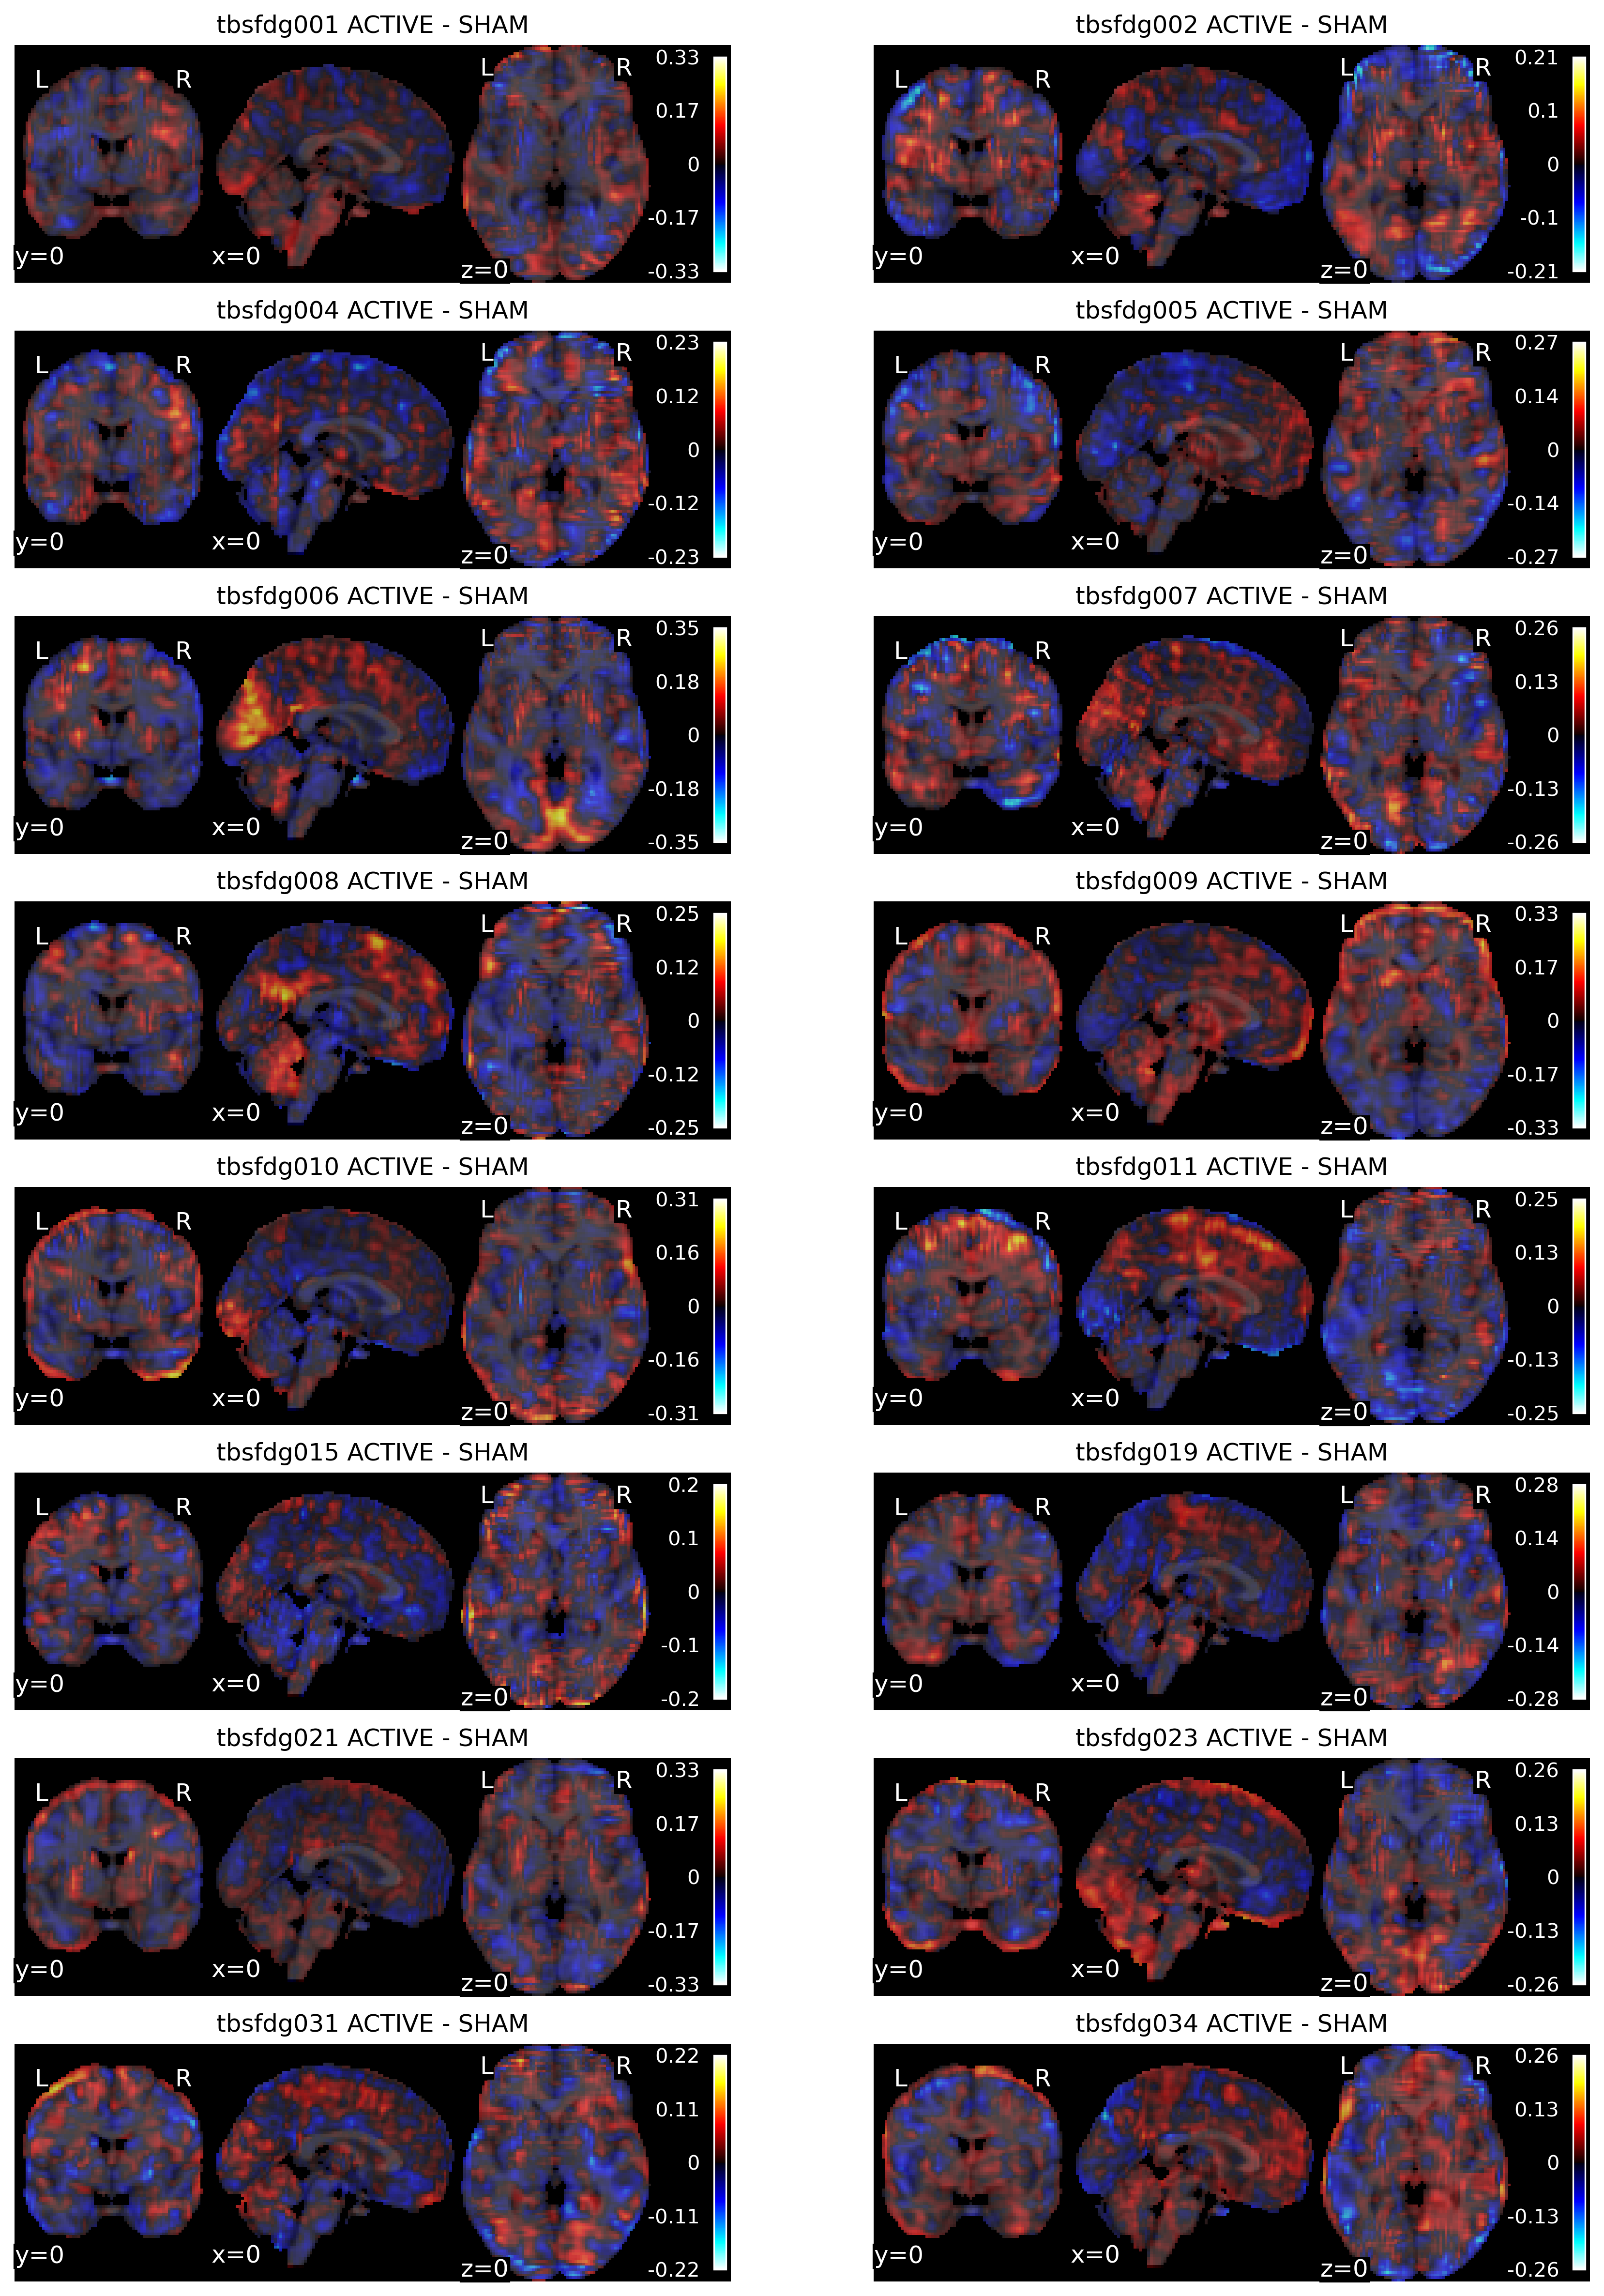 tbsfdg001 ACTIVE - SHAM
L R L R 0.33
0.17
0
-0.17
y=0 x=0 z=0 -0.33
tbsfdg002 ACTIVE - SHAM
L R L R 0.21
0.1
0
-0.1
y=0 x=0 z=0 -0.21
tbsfdg004 ACTIVE - SHAM
L R L R 0.23
0.12
0
-0.12
y=0 x=0 z=0 -0.23
tbsfdg005 ACTIVE - SHAM
L R L R 0.27
0.14
0
-0.14
y=0 x=0 z=0 -0.27
tbsfdg006 ACTIVE - SHAM
L R L R 0.35
0.18
0
-0.18
y=0 x=0 z=0 -0.35
tbsfdg007 ACTIVE - SHAM
L R L R 0.26
0.13
0
-0.13
y=0 x=0 z=0 -0.26
tbsfdg008 ACTIVE - SHAM
L R L R 0.25
0.12
0
-0.12
y=0 x=0 z=0 -0.25
tbsfdg009 ACTIVE - SHAM
L R L R 0.33
0.17
0
-0.17
y=0 x=0 z=0 -0.33
tbsfdg010 ACTIVE - SHAM
L R L R 0.31
0.16
0
-0.16
y=0 x=0 z=0 -0.31
tbsfdg011 ACTIVE - SHAM
L R L R 0.25
0.13
0
-0.13
y=0 x=0 z=0 -0.25
tbsfdg015 ACTIVE - SHAM
L R L R 0.2
0.1
0
-0.1
y=0 x=0 z=0 -0.2
tbsfdg019 ACTIVE - SHAM
L R L R 0.28
0.14
0
-0.14
y=0 x=0 z=0 -0.28
tbsfdg021 ACTIVE - SHAM
L R L R 0.33
0.17
0
-0.17
y=0 x=0 z=0 -0.33
tbsfdg023 ACTIVE - SHAM
L R L R 0.26
0.13
0
-0.13
y=0 x=0 z=0 -0.26
tbsfdg031 ACTIVE - SHAM
L R L R 0.22
0.11
0
-0.11
y=0 x=0 z=0 -0.22
tbsfdg034 ACTIVE - SHAM
L R L R 0.26
0.13
0
-0.13
y=0 x=0 z=0 -0.26